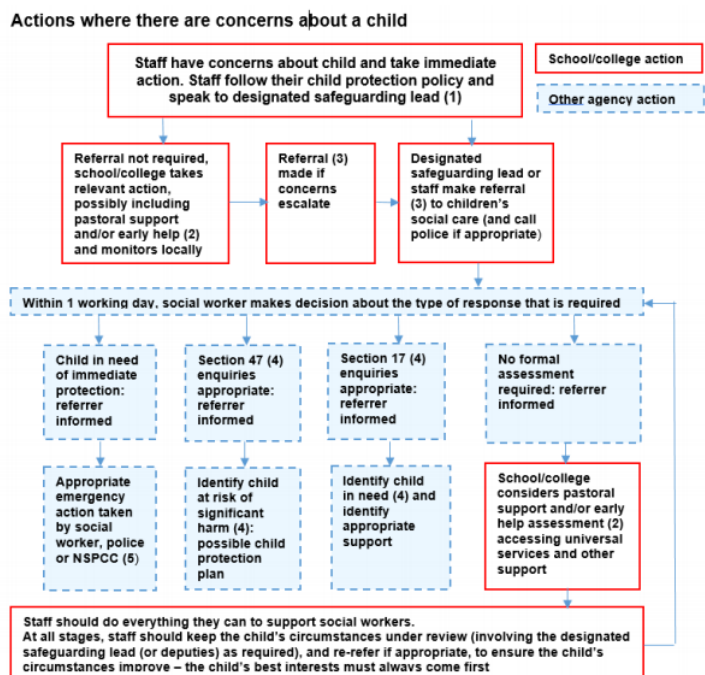 Actions where there are concerns about a child
Staff have concerns about child and take immediate
action. Staff follow their child protection policy and
speak to designated safeguarding lead (1)
School/college action
Other agency action
Referral not required,
school/college takes
relevant action,
possibly including
pastoral support
and/or early help (2)
and monitors locally
Referral (3)
made if
concerns
escalate
Designated
safeguarding lead or
staff make referral
(3) to children's
social care (and call
police if appropriate)
Within 1 working day, social worker makes decision about the type of response that is required
Child in need
of immediate
protection:
referrer
informed
Section 47 (4)
enquiries
appropriate:
referrer
informed
Section 17 (4)
enquiries
appropriate:
referrer
informed
No formal
assessment
required: referrer
informed
Appropriate
emergency
action taken
by social
worker, police
or NSPCC (5)
Identify child
at risk of
significant
harm (4):
possible child
protection
plan
Identify child
in need (4) and
identify
appropriate
support
School/college
considers pastoral
support and/or early
help assessment (2)
accessing universal
services and other
support
Staff should do everything they can to support social workers.
At all stages, staff should keep the child's circumstances under review (involving the designated
safeguarding lead (or deputies) as required), and re-refer if appropriate, to ensure the child's
circumstances improve – the child's best interests must always come first